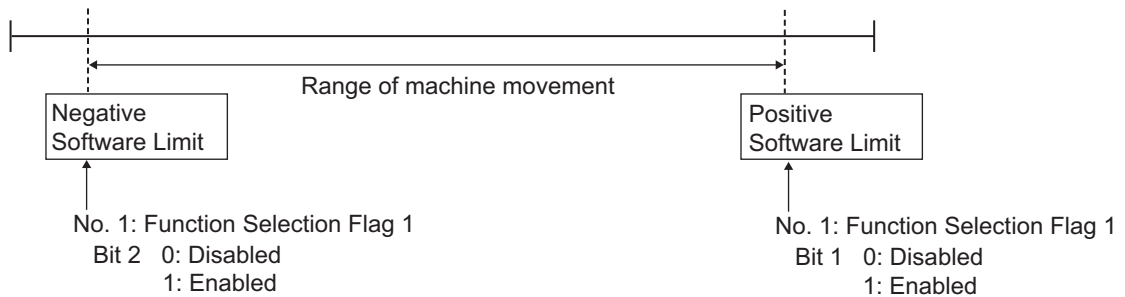 Range of machine movement
Negative
Software Limit
Positive
Software Limit
No. 1: Function Selection Flag 1
Bit 2 0: Disabled
1: Enabled
No. 1: Function Selection Flag 1
Bit 1 0: Disabled
1: Enabled